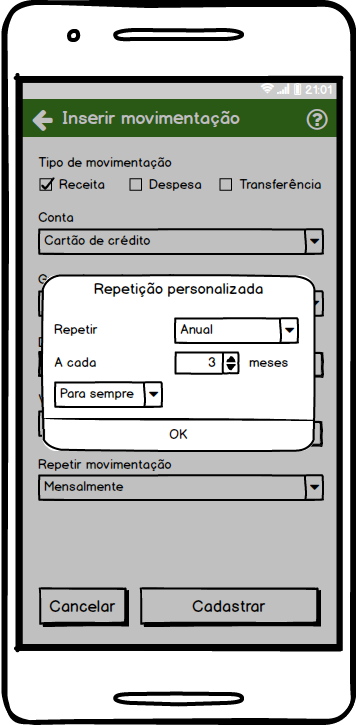 21:01
Inserir movimentação ?
Tipo de movimentação
Receita Despesa Transferência
Conta
Cartão de crédito
Repetição personalizada
Repetir Anual
A cada 3 meses
Para sempre
OK
Repetir movimentação
Mensalmente
Cancelar Cadastrar